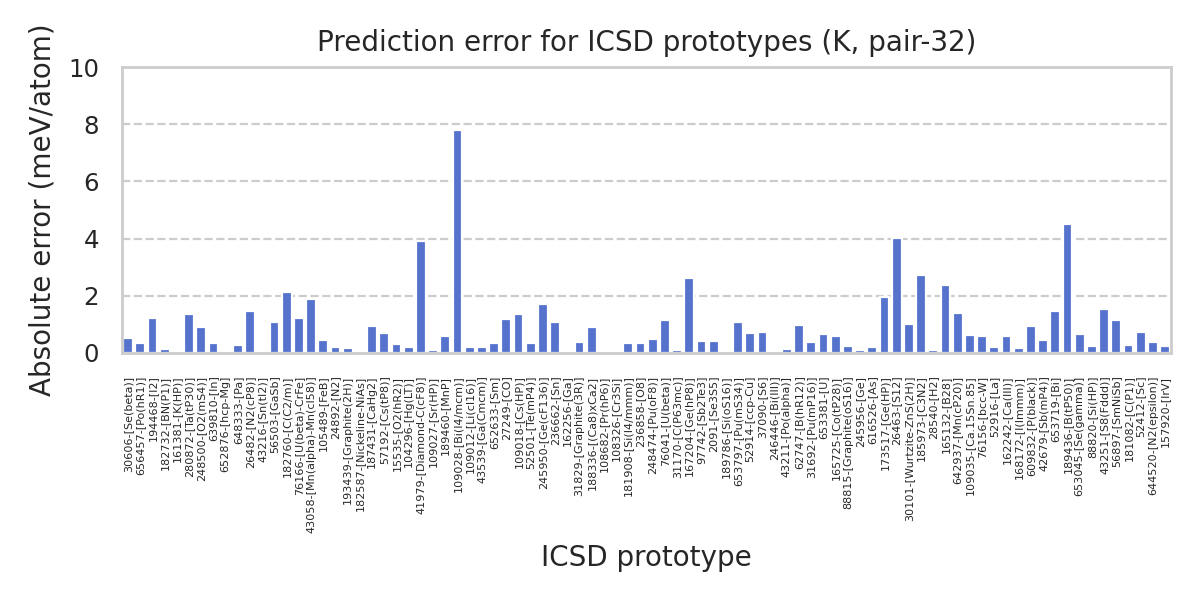 Prediction error for ICSD prototypes (K, pair-32)
Absolute error (meV/atom)
10
8
6
4
2
0
30606-[Se(beta)]
656457-[Po(hR1)]
194468-[I2]
182732-[BN(P1)]
16381-[K(HP)]
280872-[Ta(tP30)]
248500-[O2(mS4)]
639810-[In]
652876-[hcp-Mg]
64833-[Pa]
26482-[N2(cP8)]
43216-[Sn(tI2)]
56503-[GaSb]
182760-[C(C2/m)]
76166-[U(beta)-CrFe]
43058-[Mn(alpha)-Mn(cI58)]
105489-[FeB]
24892-[N2]
193439-[Graphite(2H)]
182587-[Nickeline-NiAs]
187431-[CaHg2]
57192-[Cs(tP8)]
15535-[O2(hR2)]
104296-[Hg(LT)]
109027-[Sr(HP)]
41979-[Diamond-C(cF8)]
189460-[MnP]
109028-[Bi(I4/mcm)]
109012-[Li(cI16)]
43539-[Ga(Cmcm)]
652633-[Sm]
27249-[CO]
109018-[Cs(HP)]
52501-[Te(mP4)]
245950-[Ge(cF136)]
236662-[Sn]
162256-[Ga]
31829-[Graphite(3R)]
188336-[(Ca8)xCa2]
108682-[Pr(hP6)]
108326-[Cr3Si]
181908-[Si(I4/mmm)]
236858-[O8]
248474-[Pu(oF8)]
76041-[U(beta)]
31170-[C(P63mc)]
167204-[Ge(hP8)]
97742-[Sb2Te3]
2091-[Se3S5]
189786-[Si(oS16)]
653797-[Pu(mS34)]
52914-[ccp-Cu]
37090-[S6]
246446-[Bi(III)]
43211-[Po(alpha)]
62747-[B(hR12)]
31692-[Pu(mP16)]
653381-[U]
165725-[Co(tP28)]
88815-[Graphite(oS16)]
245956-[Ge]
616526-[As]
173517-[Ge(HP)]
26463-[S12]
30101-[Wurtzite-ZnS(2H)]
185973-[C3N2]
28540-[H2]
165132-[B28]
642937-[Mn(cP20)]
109035-[Ca.15Sn.85]
76156-[bcc-W]
52916-[La]
162242-[Ca(III)]
168172-[I(Immm)]
609832-[P(black)]
42679-[Sb(mP4)]
653719-[Bi]
189436-[B(tP50)]
653045-[Se(gamma)]
88820-[Si(HP)]
43251-[S8(Fddd)]
56897-[SmNiSb]
181082-[C(P1)]
52412-[Sc]
644520-[N2(epsilon)]
157920-[IrV]
ICSD prototype